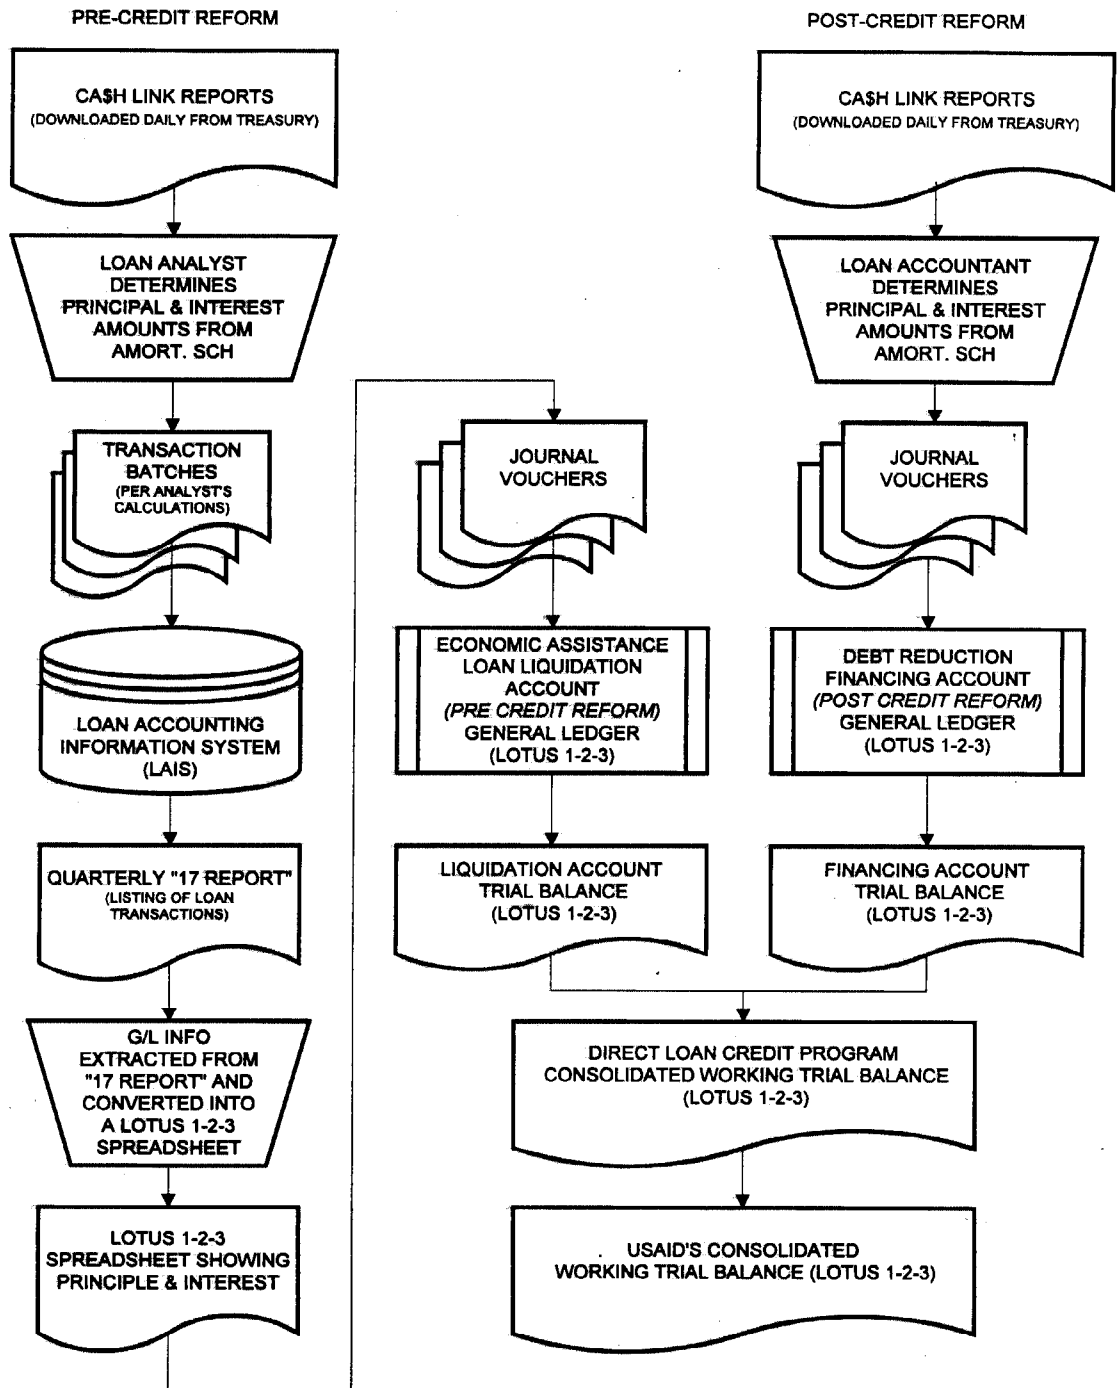 PRE-CREDIT REFORM
CA$H LINK REPORTS
(DOWNLOADED DAILY FROM TREASURY)
LOAN ANALYST
DETERMINES
PRINCIPAL & INTEREST
AMOUNTS FROM
AMORT. SCH
TRANSACTION
BATCHES
(PER ANALYST'S
CALCULATIONS)
LOAN ACCOUNTING
INFORMATION SYSTEM
(LAIS)
QUARTERLY "17 REPORT"
(LISTING OF LOAN
TRANSACTIONS)
G/L INFO
EXTRACTED FROM
"17 REPORT" AND
CONVERTED INTO
A LOTUS 1-2-3
SPREADSHEET
LOTUS 1-2-3
SPREADSHEET SHOWING
PRINCIPLE & INTEREST
JOURNAL
VOUCHERS
ECONOMIC ASSISTANCE
LOAN LIQUIDATION
ACCOUNT
(PRE CREDIT REFORM)
GENERAL LEDGER
(LOTUS 1-2-3)
LIQUIDATION ACCOUNT
TRIAL BALANCE
(LOTUS 1-2-3)
POST-CREDIT REFORM
CA$H LINK REPORTS
(DOWNLOADED DAILY FROM TREASURY)
LOAN ACCOUNTANT
DETERMINES
PRINCIPAL & INTEREST
AMOUNTS FROM
AMORT. SCH
JOURNAL
VOUCHERS
DEBT REDUCTION
FINANCING ACCOUNT
(POST CREDIT REFORM)
GENERAL LEDGER
(LOTUS 1-2-3)
FINANCING ACCOUNT
TRIAL BALANCE
(LOTUS 1-2-3)
DIRECT LOAN CREDIT PROGRAM
CONSOLIDATED WORKING TRIAL BALANCE
(LOTUS 1-2-3)
USAID'S CONSOLIDATED
WORKING TRIAL BALANCE (LOTUS 1-2-3)